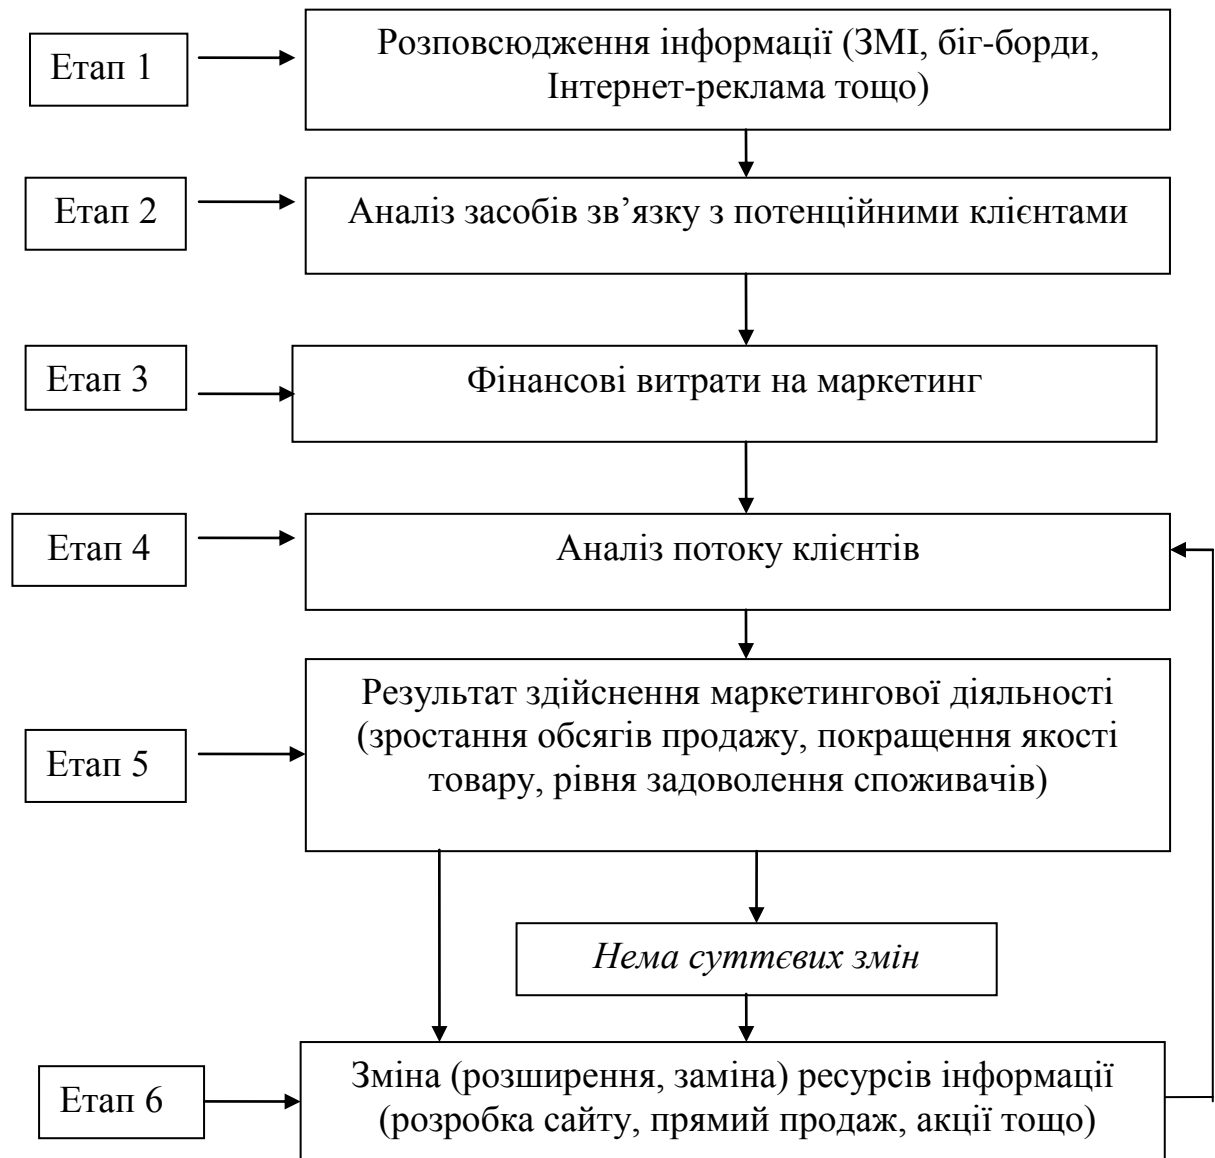 Етап 1
Розповсюдження інформації (ЗМІ, біг-борди,
Інтернет-реклама тощо)
Етап 2
Аналіз засобів зв’язку з потенційними клієнтами
Етап 3
Фінансові витрати на маркетинг
Етап 4
Аналіз потоку клієнтів
Етап 5
Результат здійснення маркетингової діяльності
(зростання обсягів продажу, покращення якості
товару, рівня задоволення споживачів)
Нема суттєвих змін
Етап 6
Зміна (розширення, заміна) ресурсів інформації
(розробка сайту, прямий продаж, акції тощо)